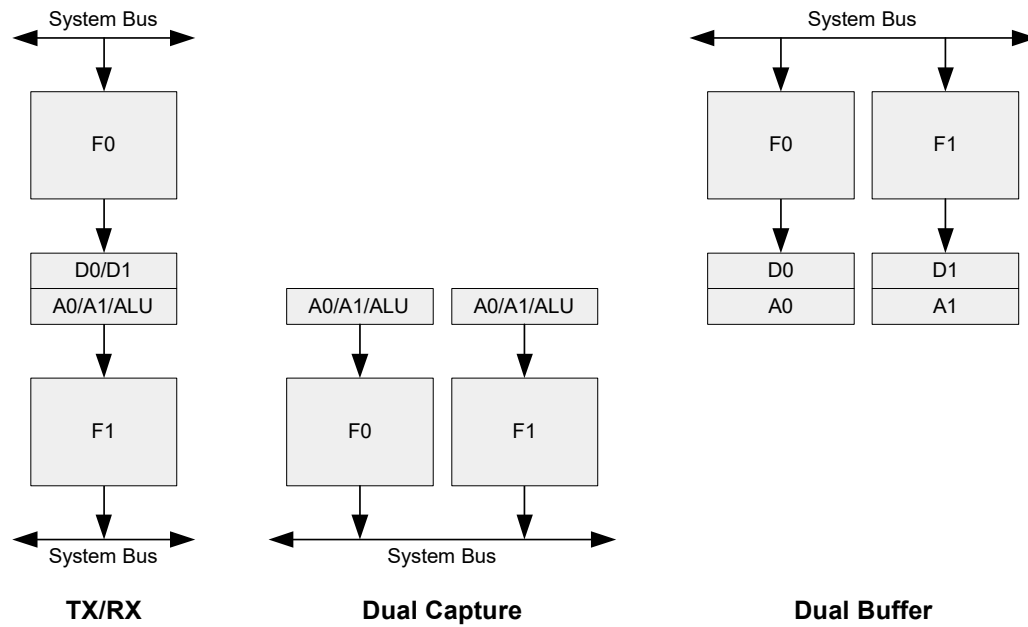 System Bus
F0
D0/D1
A0/A1/ALU
F1
System Bus
TX/RX
A0/A1/ALU
A0/A1/ALU
F0
F1
System Bus
Dual Capture
System Bus
F0
F1
D0
D1
A0
A1
Dual Buffer